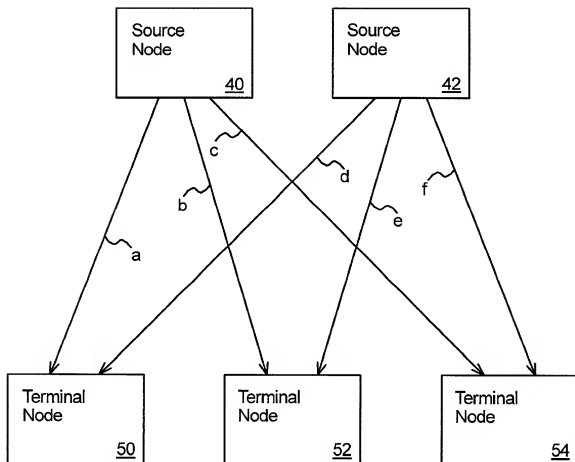 Source
Node
40
Source
Node
42
c
d
f
b
e
a
Terminal
Node
50
Terminal
Node
52
Terminal
Node
54